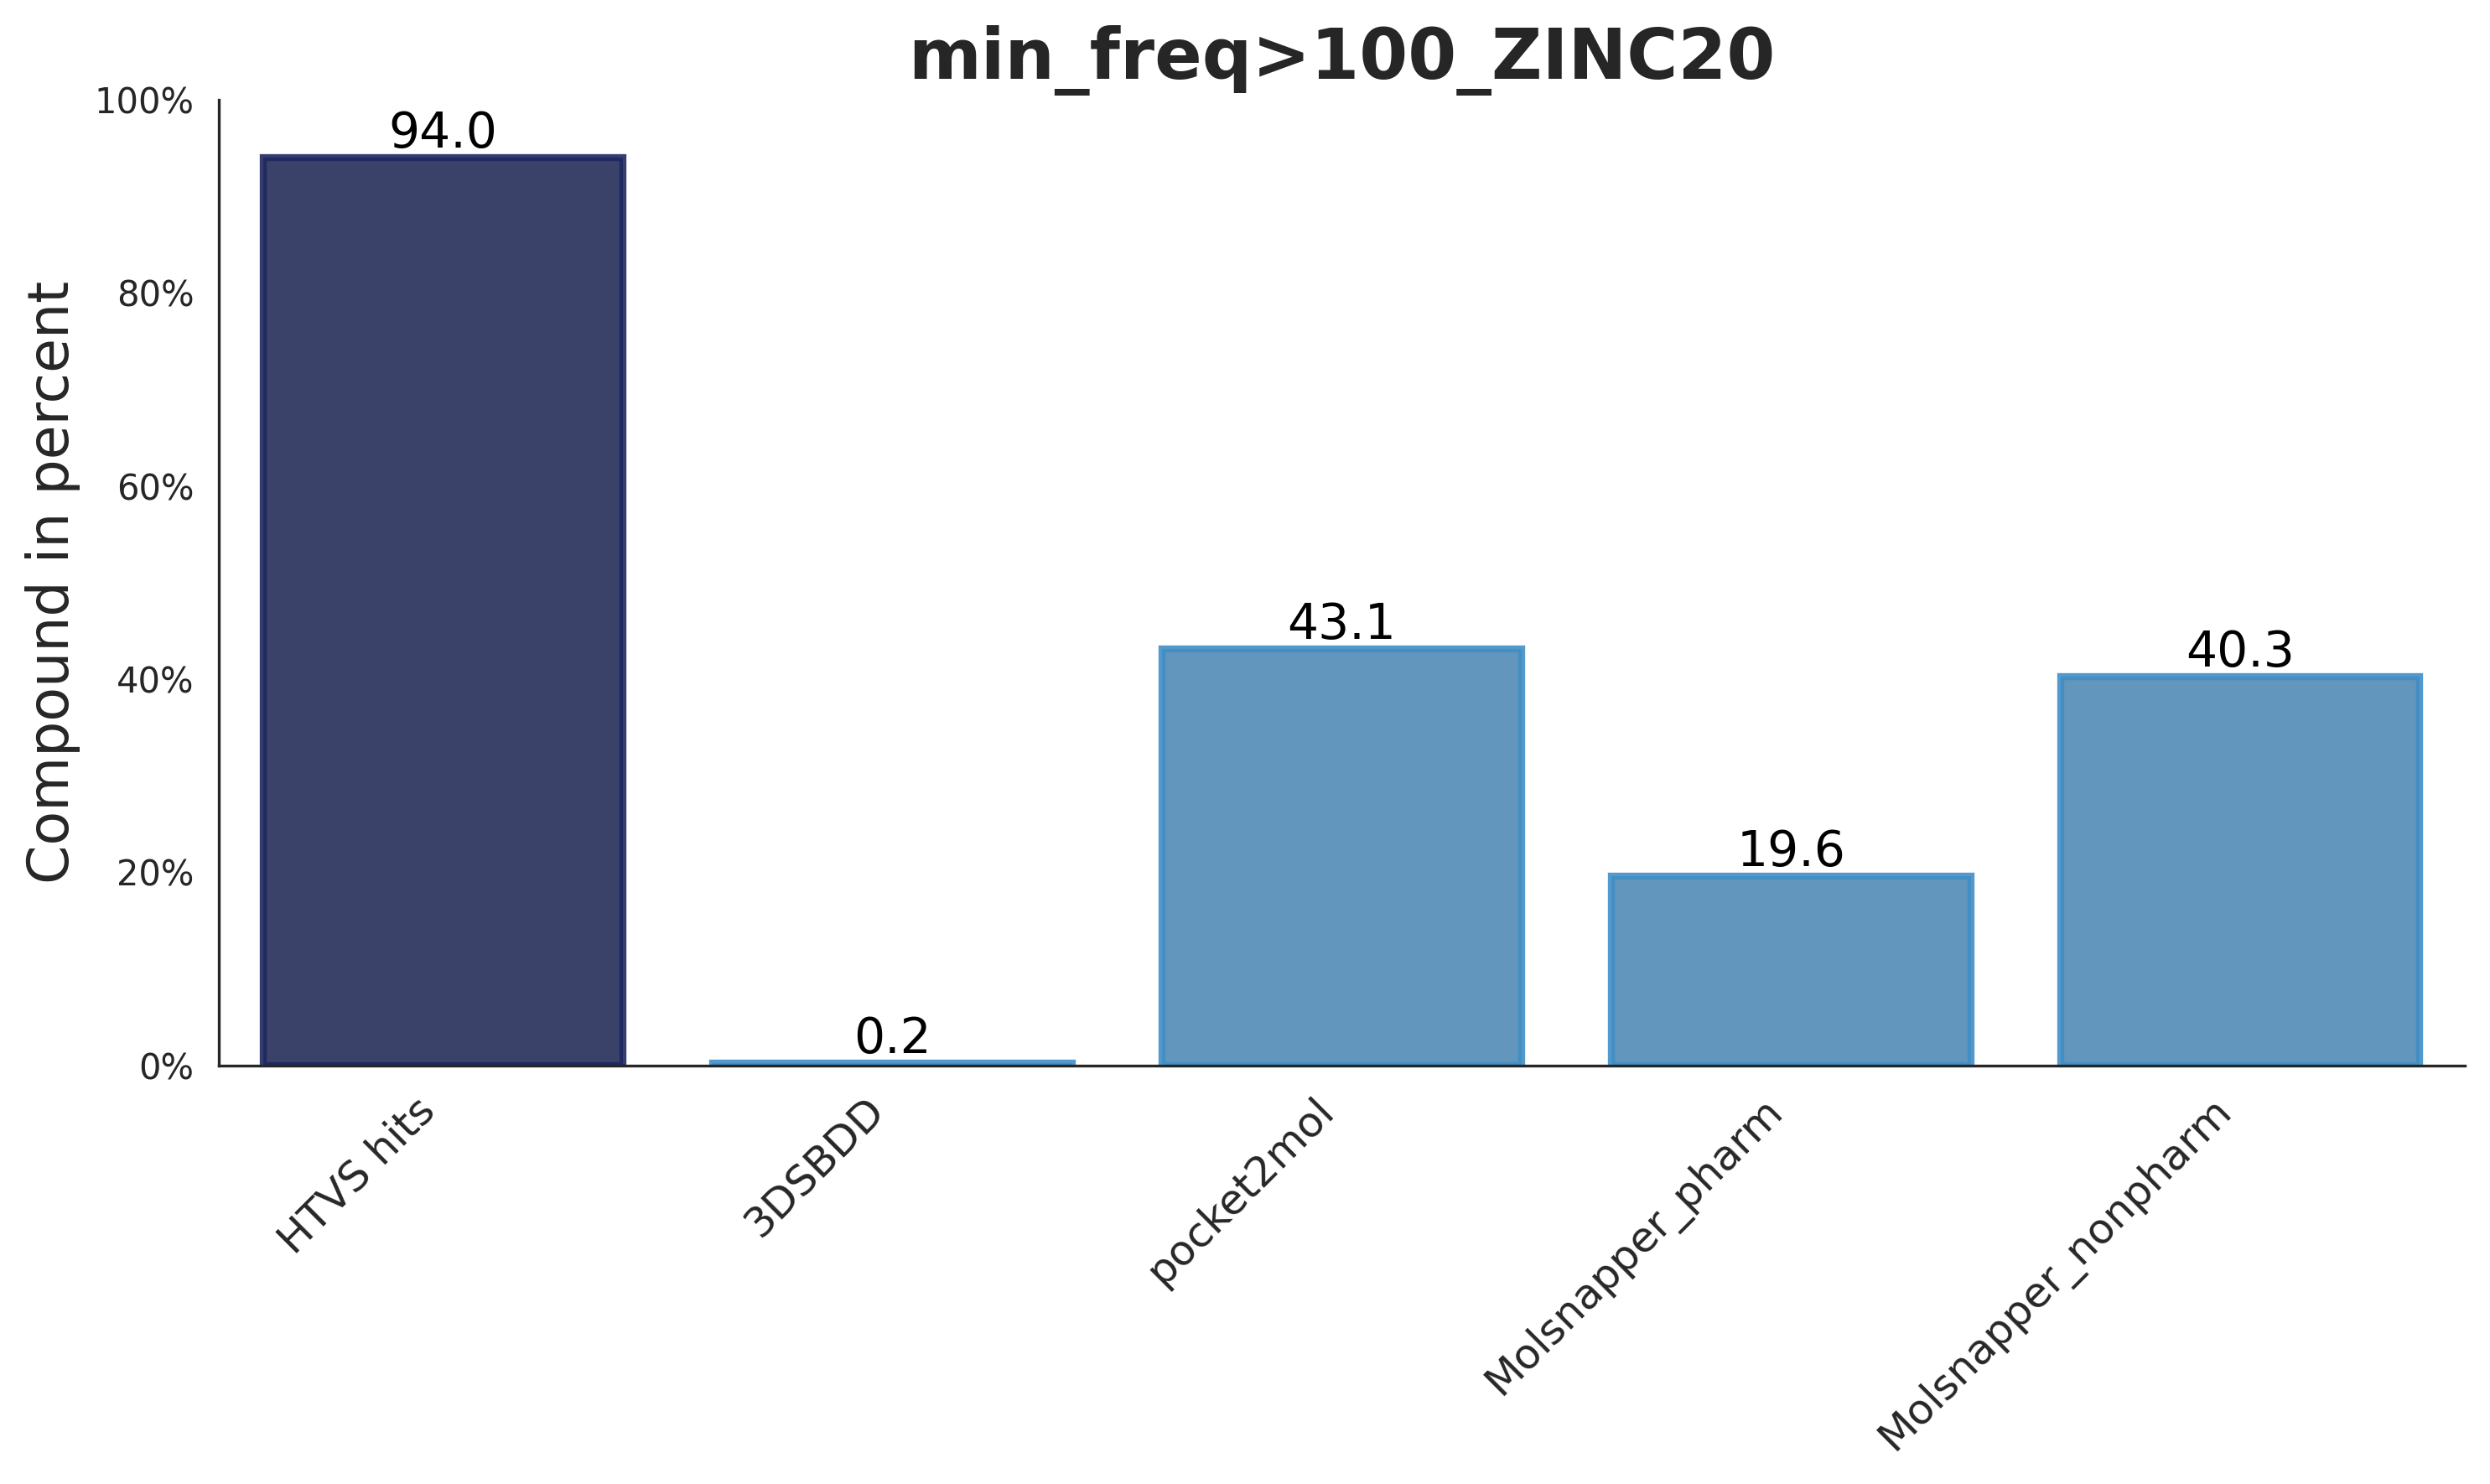 min_freq>100_ZINC20
Compound in percent
100%
80%
60%
40%
20%
0%
94.0
0.2
43.1
19.6
40.3
HTVS hits
3DSBDD
pocket2mol
Molsnapper_pharm
Molsnapper_nonpharm